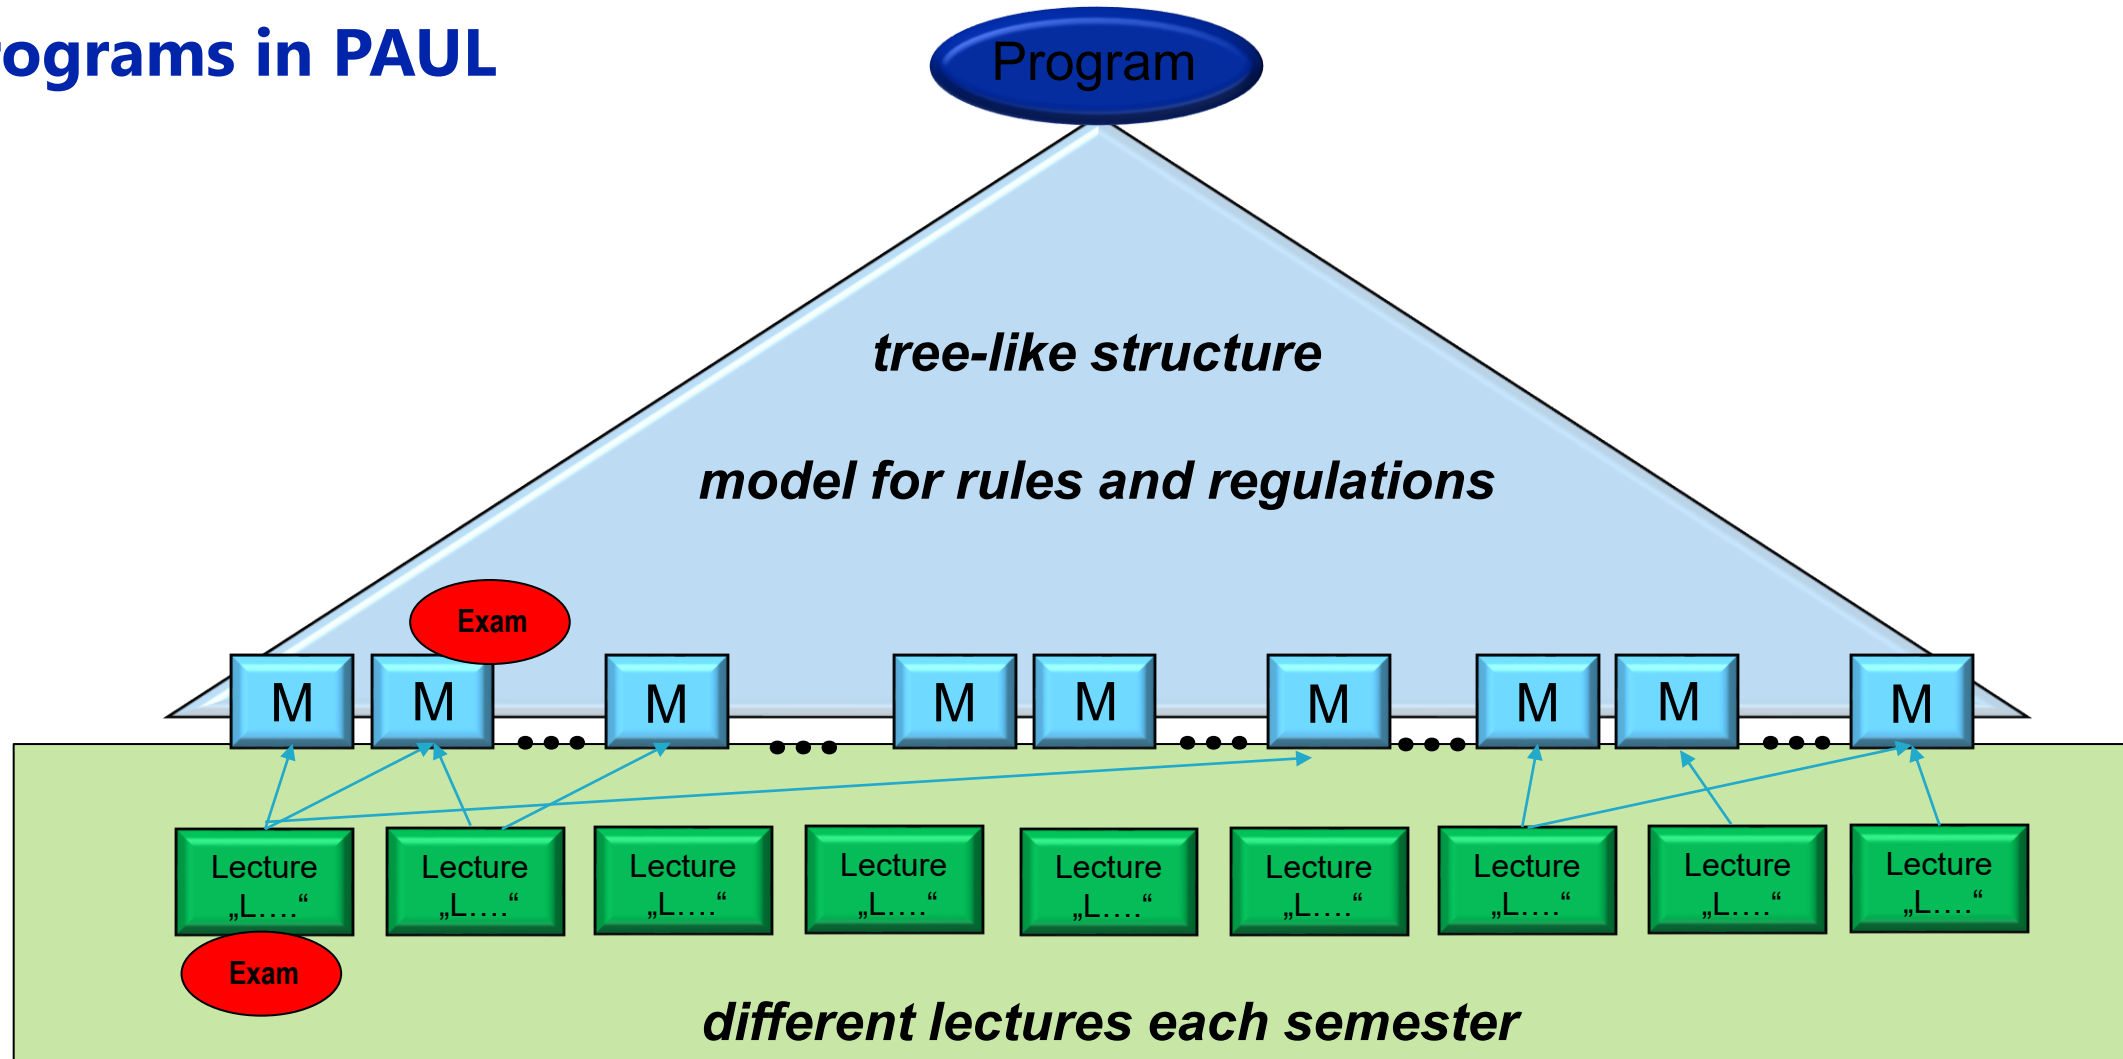 rograms in PAUL
Program
tree-like structure
model for rules and regulations
Exam
M
M
M
M
M
M
M
M
M
Lecture
„L….“
Lecture
„L….“
Lecture
„L….“
Lecture
„L….“
Lecture
„L….“
Lecture
„L….“
Lecture
„L….“
Lecture
„L….“
Lecture
„L….“
Exam
different lectures each semester